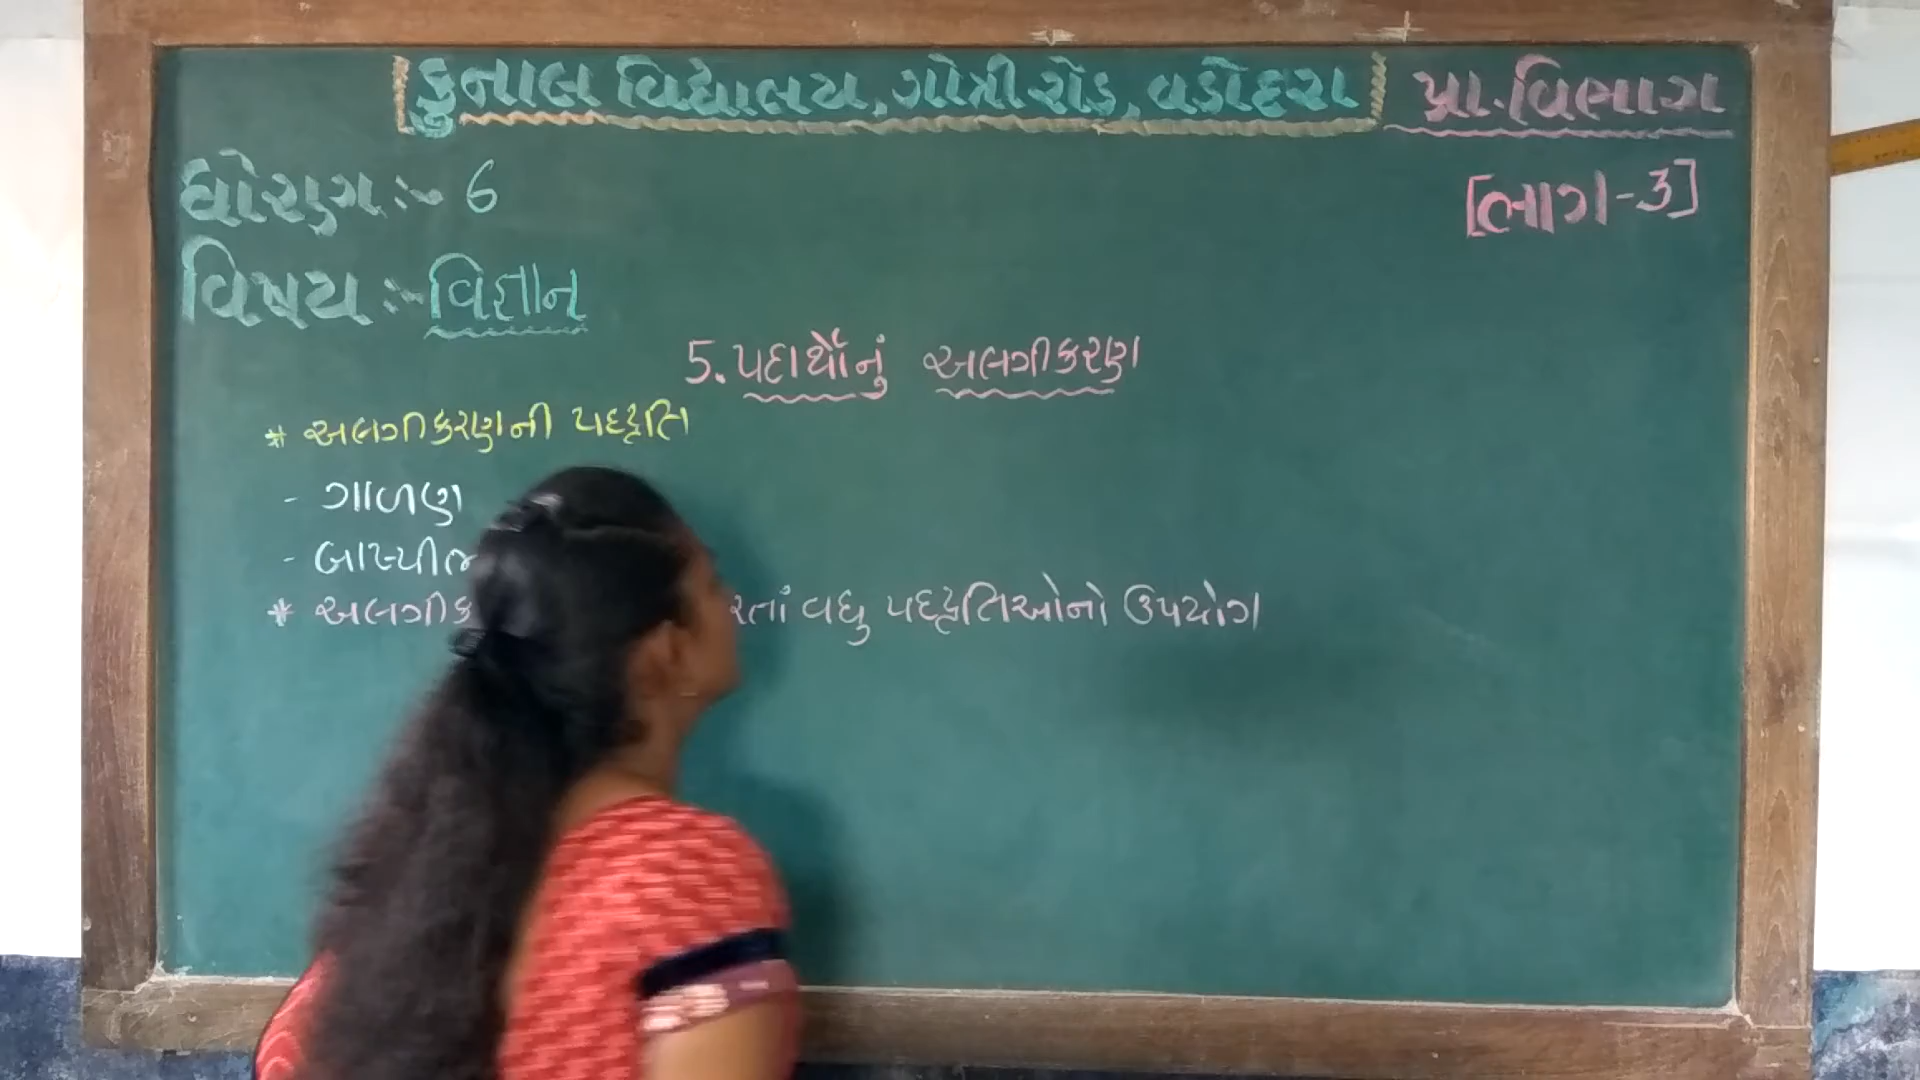 કુનાલ વિદ્યાલય, ગોત્રી રોડ, વડોદરા પ્રા. વિભાગ
ધોરણ :- 6
[ભાગ-3]
વિષય :- વિજ્ઞાન
5. પદાર્થોનું અલગીકરણ
* અલગીકરણની પદ્ધતિ
- ગાળણ
- બાષ્પીભ
* અલગીક રતાં વધુ પદ્ધતિઓનો ઉપયોગ